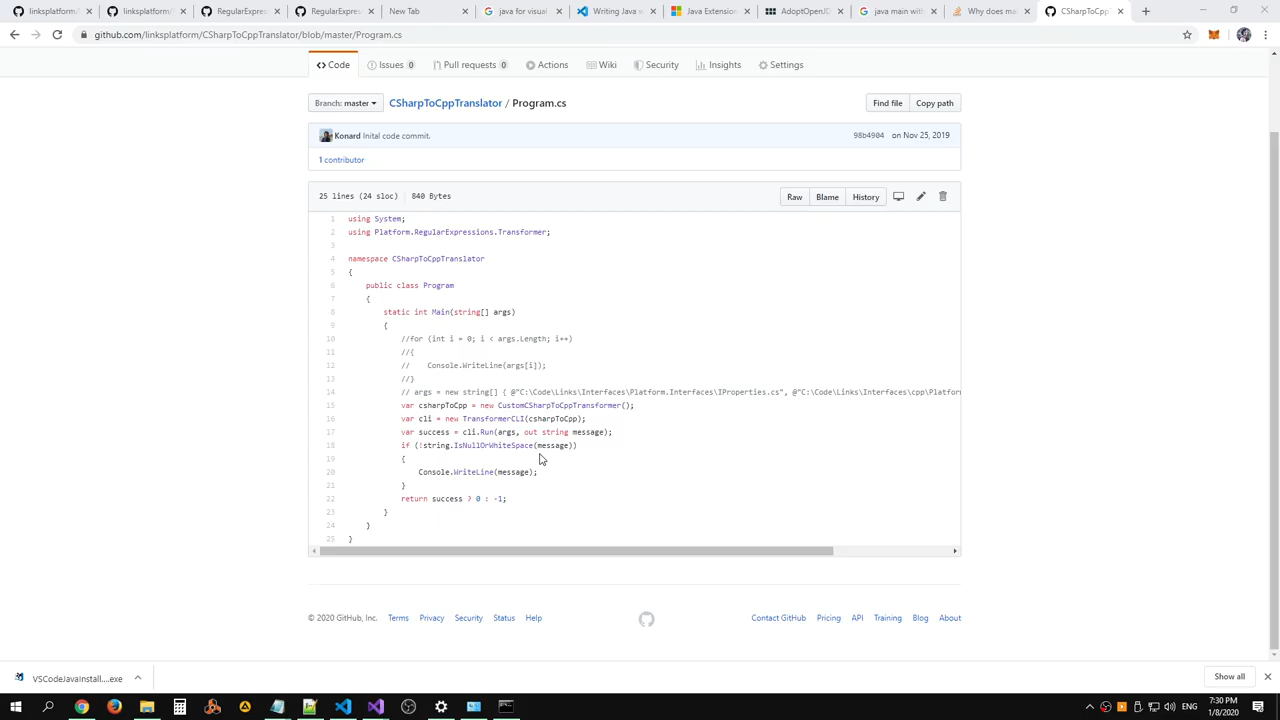 linksplatform/
linksplatform/
RegularExpres
RegularExpres
New Tab
java for visual
Writing Java w
Java Extension
AdoptOpenJD
java main with
Why does ma
CSharpToCpp
github.com/linksplatform/CSharpToCppTranslator/blob/master/Program.cs
Code Issues 0 Pull requests 0 Actions Wiki Security Insights Settings
Branch: master CSharpToCppTranslator / Program.cs Find file Copy path
Konard Inital code commit. 98b4904 on Nov 25, 2019
1 contributor
25 lines (24 sloc) 840 Bytes Raw Blame History
1 using System;
2 using Platform.RegularExpressions.Transformer;
3
4 namespace CSharpToCppTranslator
5 {
6 public class Program
7 {
8 static int Main(string[] args)
9 {
10 //for (int i = 0; i < args.Length; i++)
11 //{
12 // Console.WriteLine(args[i]);
13 //}
14 // args = new string[] { @"C:\Code\Links\Interfaces\Platform.Interfaces\IProperties.cs", @"C:\Code\Links\Interfaces\cpp\Platform
15 var csharpToCpp = new CustomCSharpToCppTransformer();
16 var cli = new TransformerCLI(csharpToCpp);
17 var success = cli.Run(args, out string message);
18 if (!string.IsNullOrWhiteSpace(message))
19 {
20 Console.WriteLine(message);
21 }
22 return success ? 0 : -1;
23 }
24 }
25 }
© 2020 GitHub, Inc. Terms Privacy Security Status Help Contact GitHub Pricing API Training Blog About
VSCodeJavaInstall....exe Show all
ENG
7:30 PM
1/8/2020